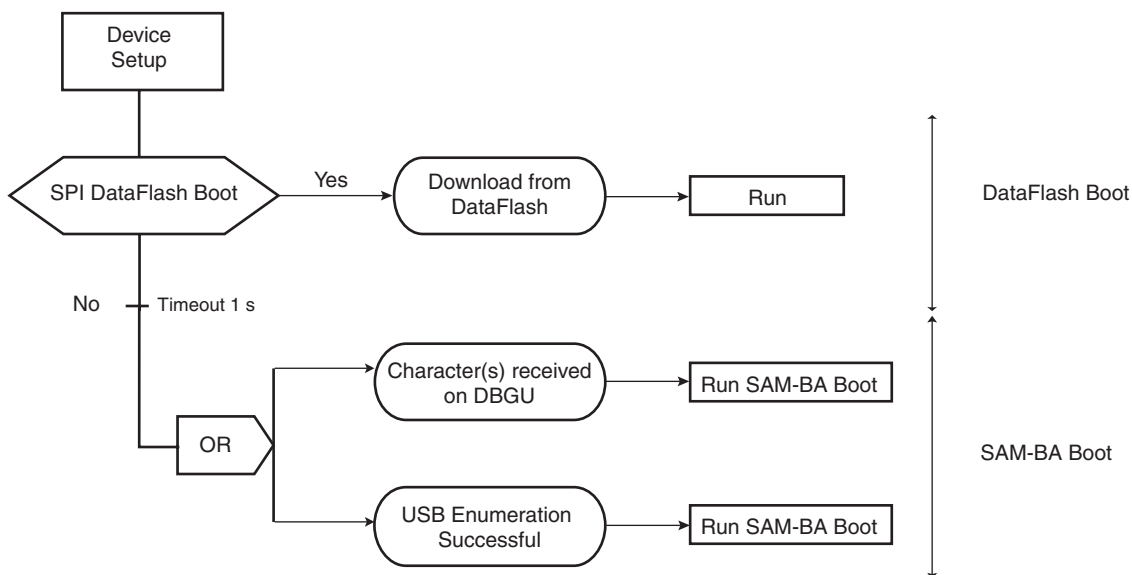 Device
Setup
SPI DataFlash Boot
Yes
Download from
DataFlash
Run
DataFlash Boot
No
Timeout 1 s
Character(s) received
on DBGU
Run SAM-BA Boot
OR
SAM-BA Boot
USB Enumeration
Successful
Run SAM-BA Boot